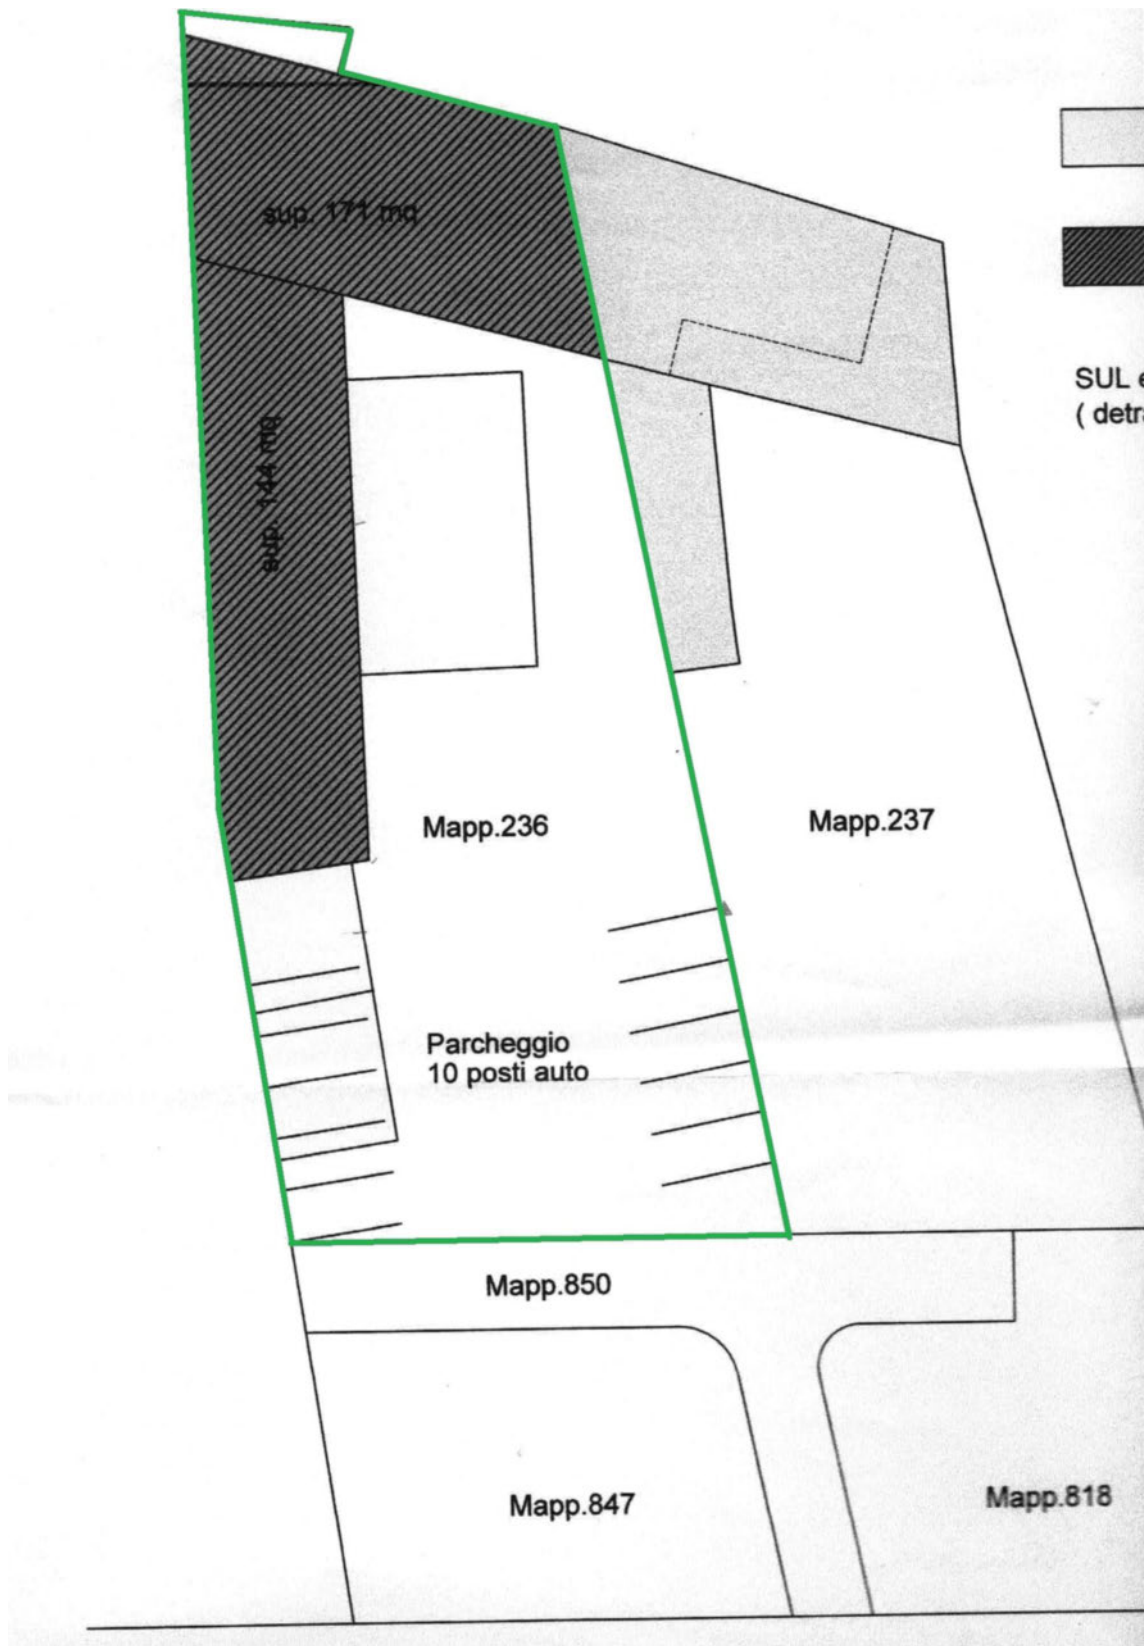 sup. 171 mq
SUL
( detra
sup. 144 mq
Mapp.236
Mapp.237
Parcheggio
10 posti auto
Mapp.850
Mapp.847
Mapp.818